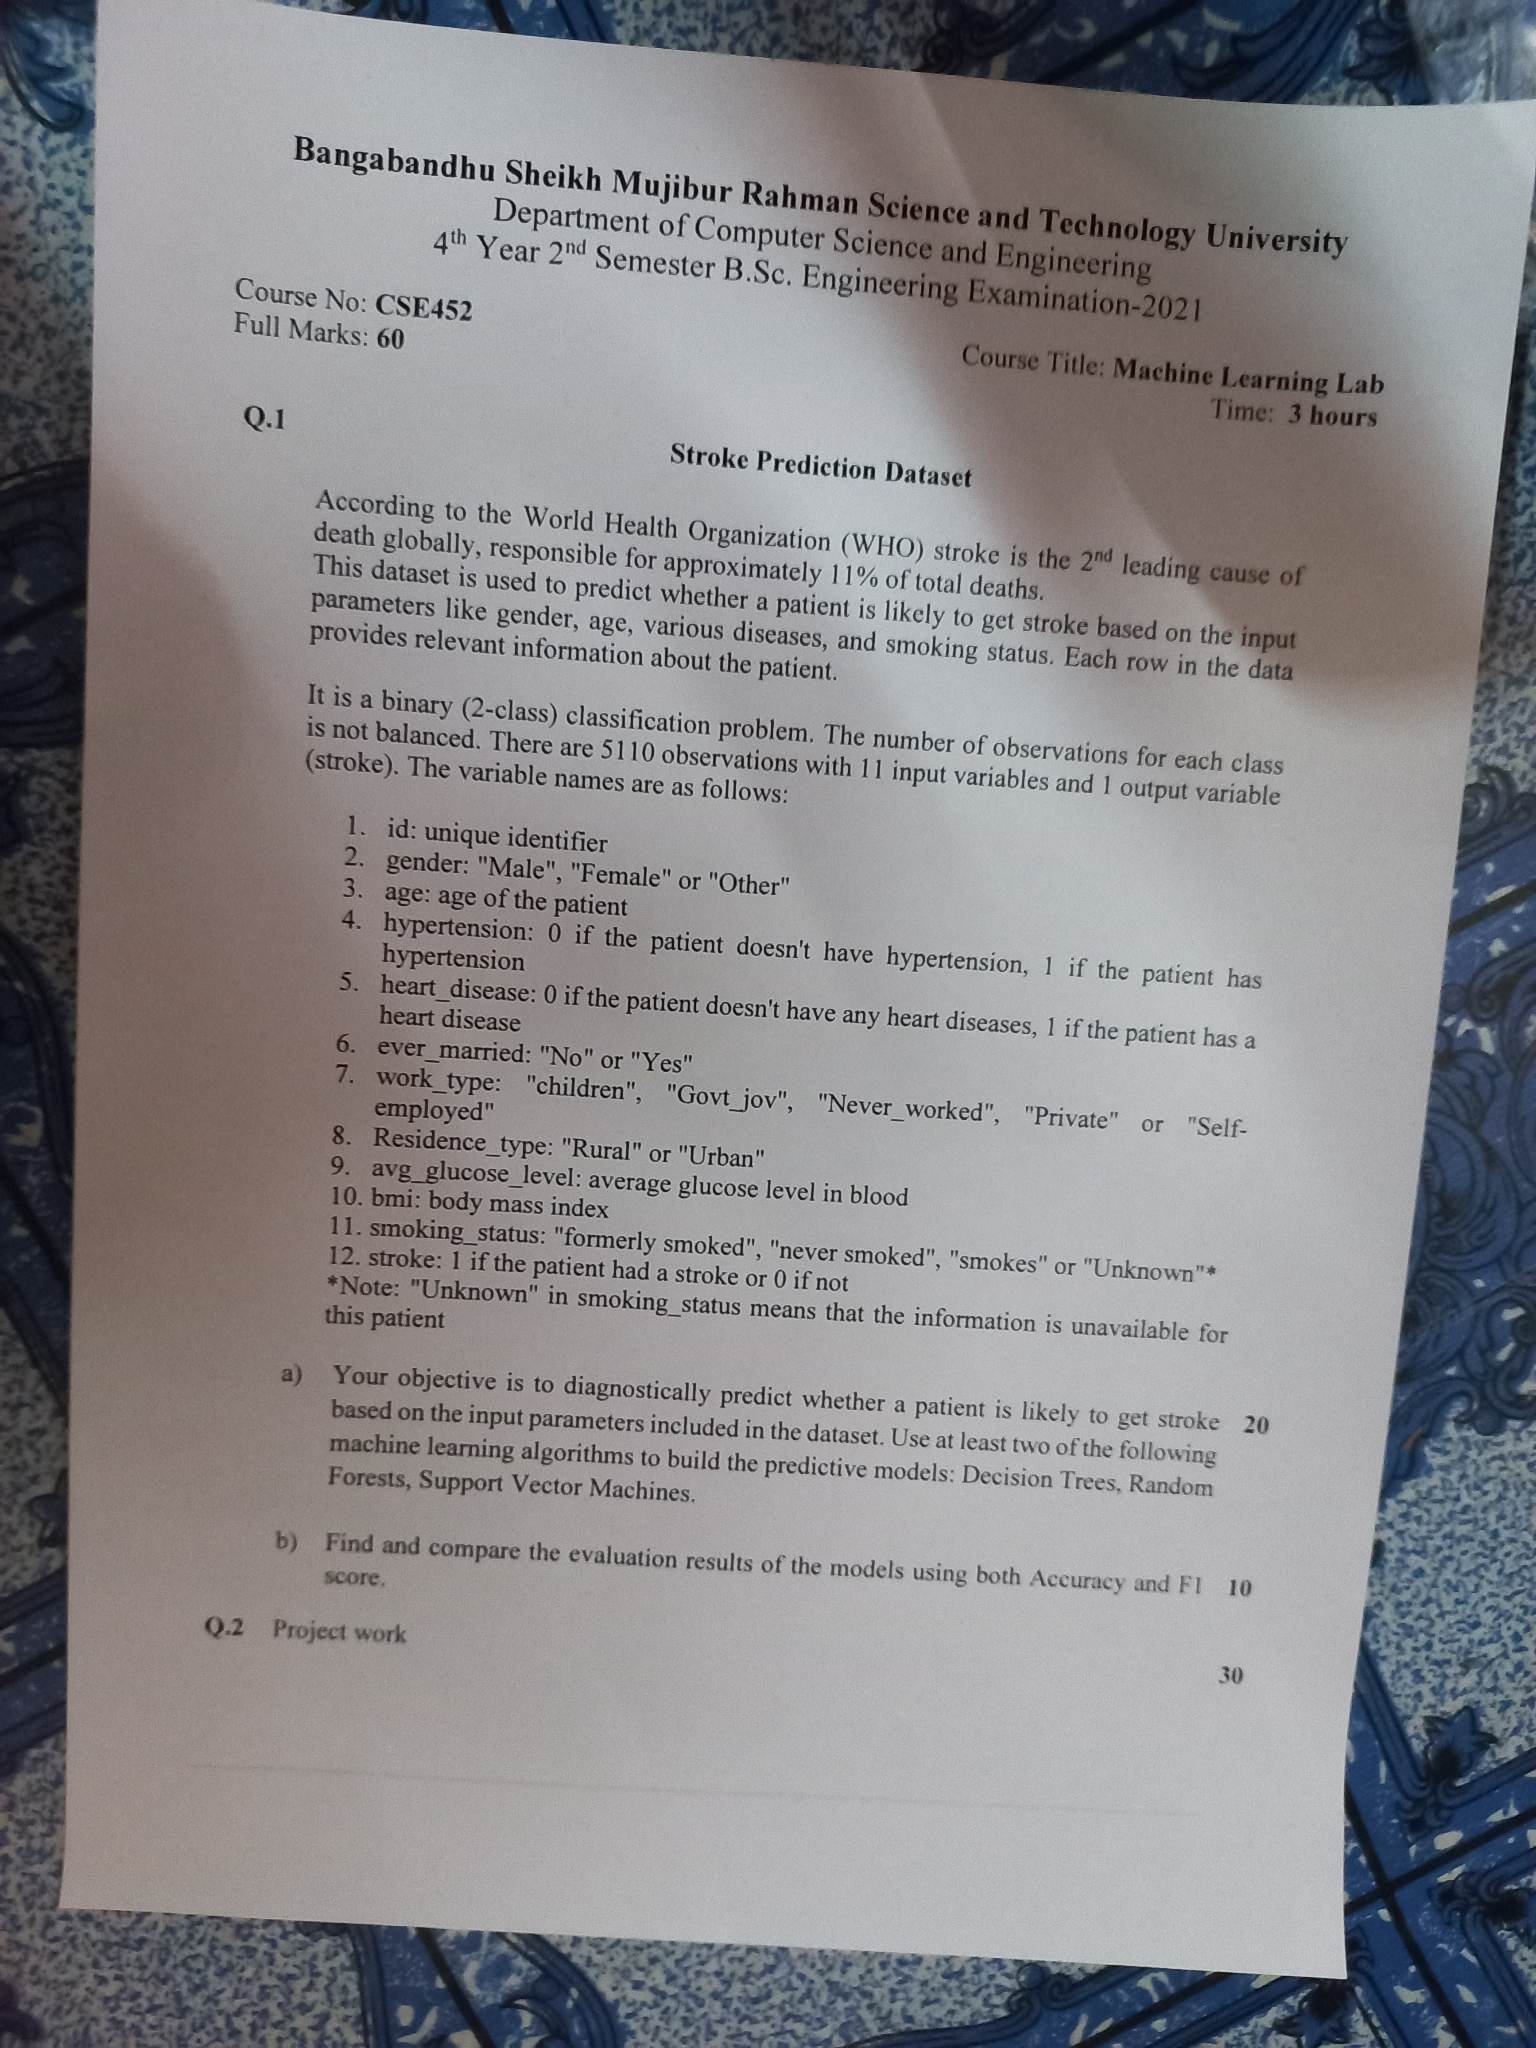 Bangabandhu Sheikh Mujibur Rahman Science and Technology University
Department of Computer Science and Engineering
4th Year 2nd Semester B.Sc. Engineering Examination-2021
Course No: CSE452
Course Title: Machine Learning Lab
Full Marks: 60
Time: 3 hours
Q.1
Stroke Prediction Dataset
According to the World Health Organization (WHO) stroke is the 2nd leading cause of
death globally, responsible for approximately 11% of total deaths.
This dataset is used to predict whether a patient is likely to get stroke based on the input
parameters like gender, age, various diseases, and smoking status. Each row in the data
provides relevant information about the patient.
It is a binary (2-class) classification problem. The number of observations for each class
is not balanced. There are 5110 observations with 11 input variables and 1 output variable
(stroke). The variable names are as follows:
1. id: unique identifier
2. gender: "Male", "Female" or "Other"
3. age: age of the patient
4. hypertension: 0 if the patient doesn't have hypertension, 1 if the patient has
hypertension
5. heart_disease: 0 if the patient doesn't have any heart diseases, 1 if the patient has a
heart disease
6. ever_married: "No" or "Yes"
7. work_type: "children", "Govt_jov", "Never_worked", "Private" or "Self-
employed"
8. Residence_type: "Rural" or "Urban"
9. avg_glucose_level: average glucose level in blood
10. bmi: body mass index
11. smoking_status: "formerly smoked", "never smoked", "smokes" or "Unknown"*
12. stroke: 1 if the patient had a stroke or 0 if not
*Note: "Unknown" in smoking_status means that the information is unavailable for
this patient
a) Your objective is to diagnostically predict whether a patient is likely to get stroke 20
based on the input parameters included in the dataset. Use at least two of the following
machine learning algorithms to build the predictive models: Decision Trees, Random
Forests, Support Vector Machines.
b) Find and compare the evaluation results of the models using both Accuracy and F1 10
score.
Q.2 Project work
30